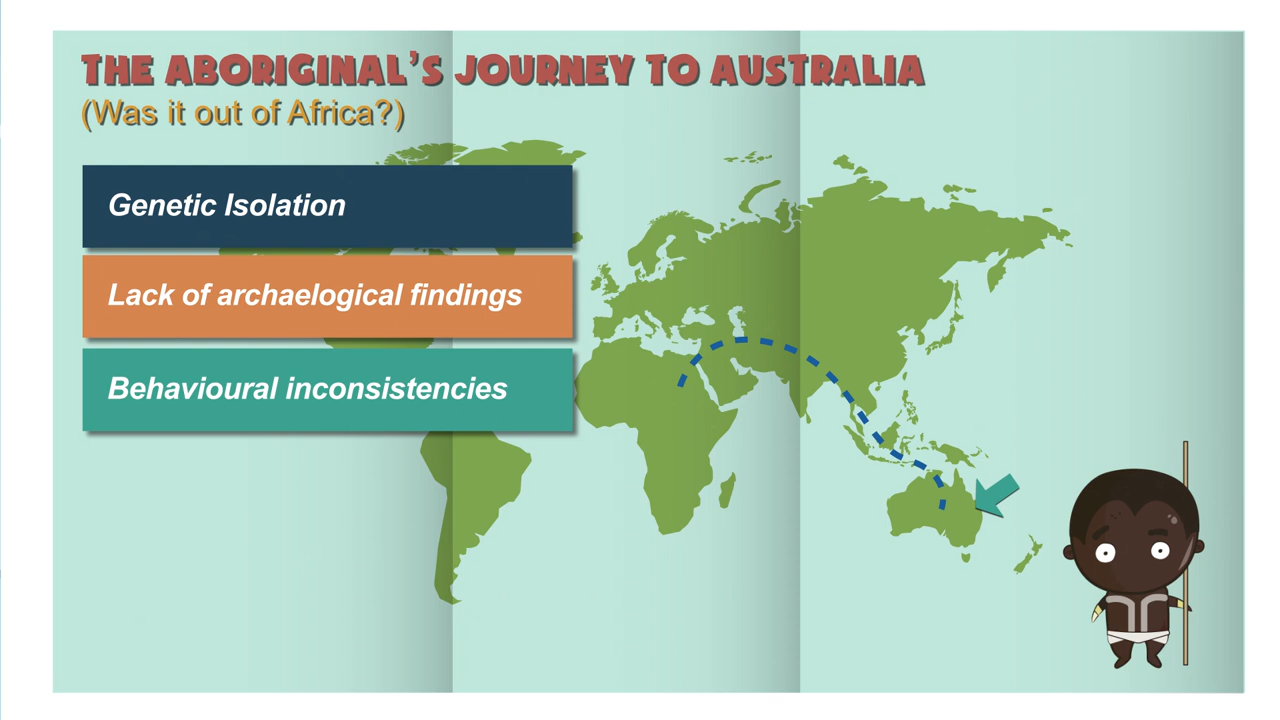 THE ABORIGINAL'S JOURNEY TO AUSTRALIA
(Was it out of Africa?)
Genetic Isolation
Lack of archaelogical findings
Behavioural inconsistencies